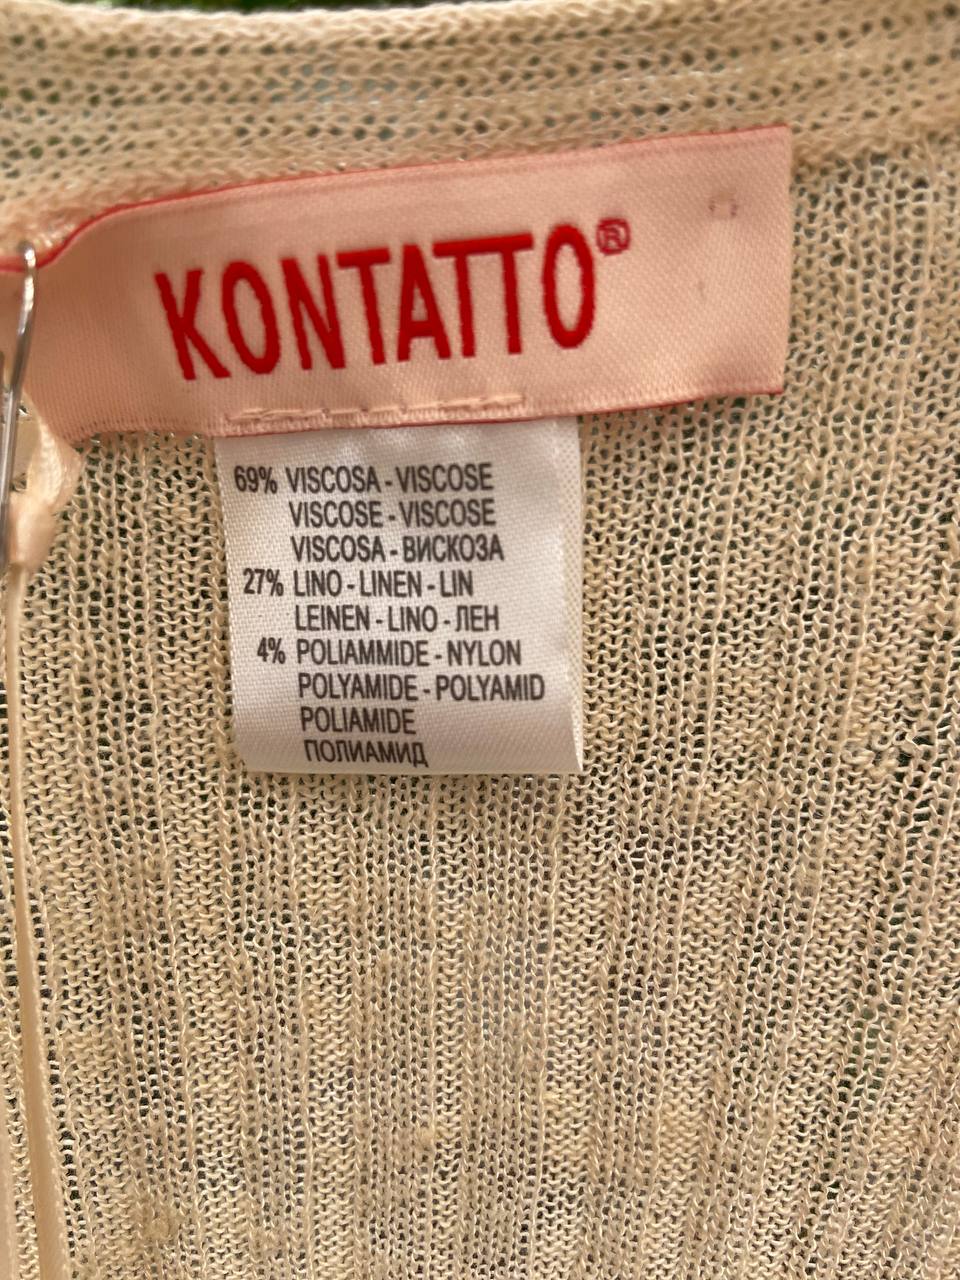 KONTATTO®
69% VISCOSA - VISCOSE
VISCOSE - VISCOSE
VISCOSA - ВИСКОЗА
27% LINO - LINEN - LIN
LEINEN - LINO - ЛЕН
4% POLIAMMIDE - NYLON
POLYAMIDE - POLYAMID
POLIAMIDE
ПОЛИАМИД